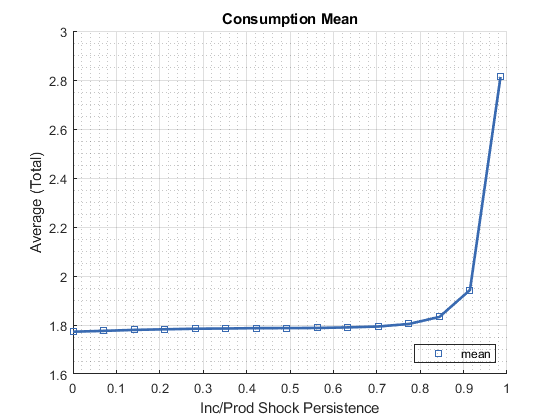 Consumption Mean
3
2.8
2.6
2.4
2.2
2
1.8
1.6
Average (Total)
mean
0 0.1 0.2 0.3 0.4 0.5 0.6 0.7 0.8 0.9 1
Inc/Prod Shock Persistence